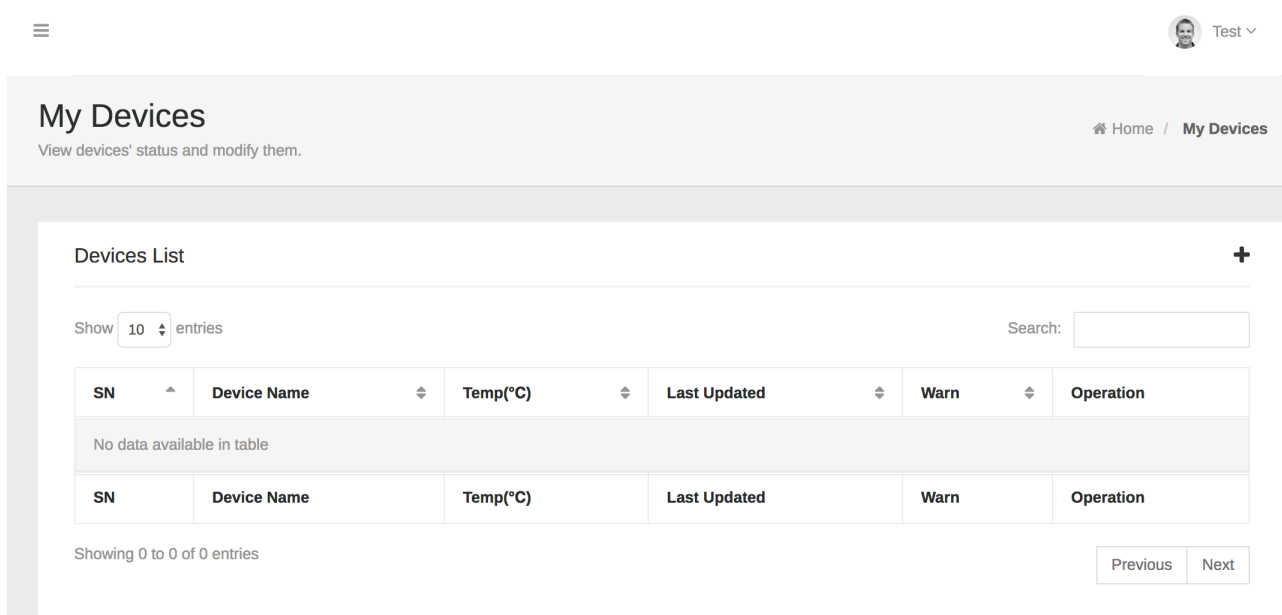 Test
My Devices
View devices' status and modify them.
Home / My Devices
Devices List
Show 10 entries
Search:
SN Device Name Temp(°C) Last Updated Warn Operation
No data available in table
SN Device Name Temp(°C) Last Updated Warn Operation
Showing 0 to 0 of 0 entries
Previous Next